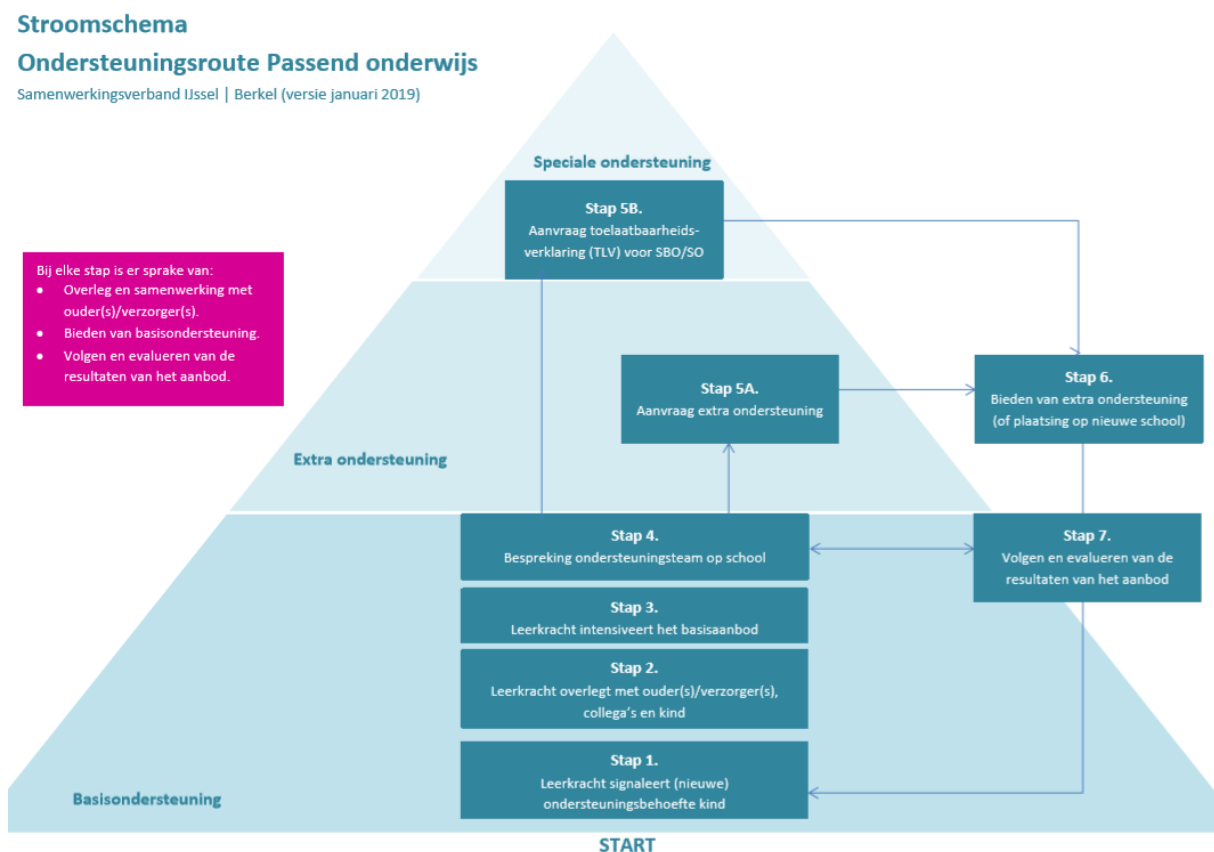 Stroomschema
Ondersteuningsroute Passend onderwijs
Samenwerkingsverband IJssel | Berkel (versie januari 2019)
Speciale ondersteuning
Stap 5B.
Aanvraag toelaatbaarheids-
verklaring (TLV) voor SBO/SO
Bij elke stap is er sprake van:
• Overleg en samenwerking met
ouder(s)/verzorger(s).
• Bieden van basisondersteuning.
• Volgen en evalueren van de
resultaten van het aanbod.
Stap 5A.
Aanvraag extra ondersteuning
Stap 6.
Bieden van extra ondersteuning
(of plaatsing op nieuwe school)
Extra ondersteuning
Stap 4.
Bespreking ondersteuningsteam op school
Stap 7.
Volgen en evalueren van de
resultaten van het aanbod
Stap 3.
Leerkracht intensiveert het basisaanbod
Stap 2.
Leerkracht overlegt met ouder(s)/verzorger(s),
collega's en kind
Stap 1.
Leerkracht signaleert (nieuwe)
ondersteuningsbehoefte kind
Basisondersteuning
START